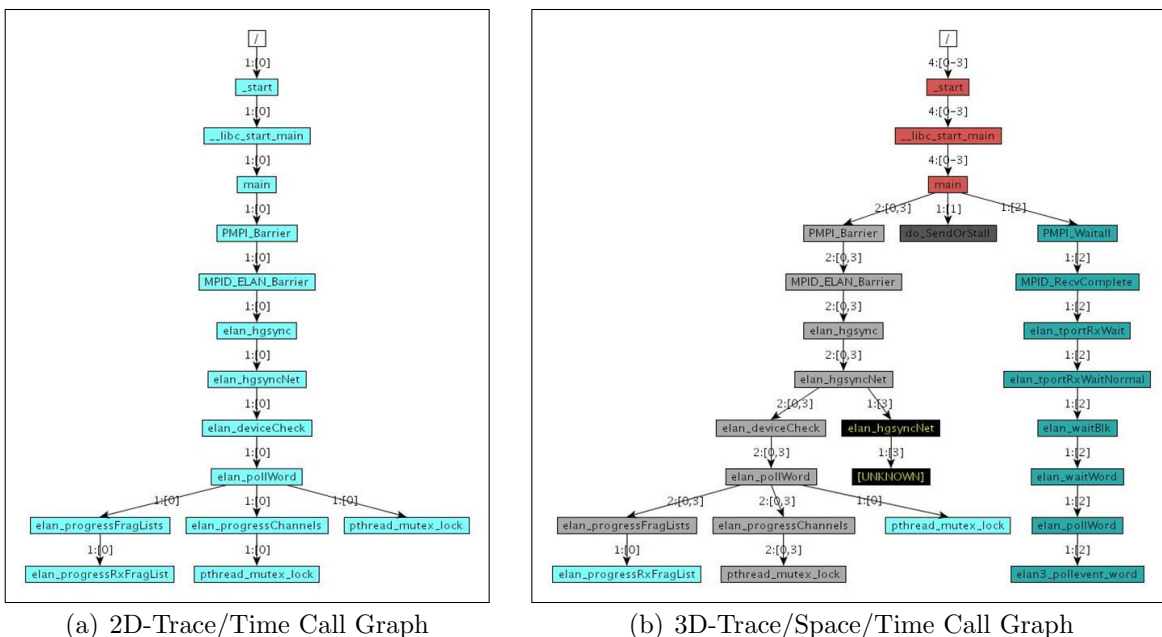 /
1:[0]
_start
1:[0]
__libc_start_main
1:[0]
main
1:[0]
PMPI_Barrier
1:[0]
MPID_ELAN_Barrier
1:[0]
elan_hgsync
1:[0]
elan_hgsyncNet
1:[0]
elan_deviceCheck
1:[0]
elan_pollWord
1:[0] 1:[0] 1:[0]
elan_progressFragLists elan_progressChannels pthread_mutex_lock
1:[0] 1:[0]
elan_progressRxFragList pthread_mutex_lock
(a) 2D-Trace/Time Call Graph
/
4:[0-3]
_start
4:[0-3]
__libc_start_main
4:[0-3]
main
2:[0,3] 1:[1] 1:[2]
PMPI_Barrier do_SendOrStall PMPI_Waitall
2:[0,3] 1:[2]
MPID_ELAN_Barrier MPID_RecvComplete
2:[0,3] 1:[2]
elan_hgsync elan_tportRxWait
2:[0,3] 1:[2]
elan_hgsyncNet elan_tportRxWaitNormal
2:[0,3] 1:[3] 1:[2]
elan_deviceCheck elan_hgsyncNet elan_waitBlk
2:[0,3] 1:[3] 1:[2]
elan_pollWord [UNKNOWN] elan_waitWord
2:[0,3] 2:[0,3] 1:[0] 1:[2]
elan_progressFragLists elan_progressChannels pthread_mutex_lock elan_pollWord
1:[0] 2:[0,3] 1:[2]
elan_progressRxFragList pthread_mutex_lock elan3_pollevent_word
(b) 3D-Trace/Space/Time Call Graph